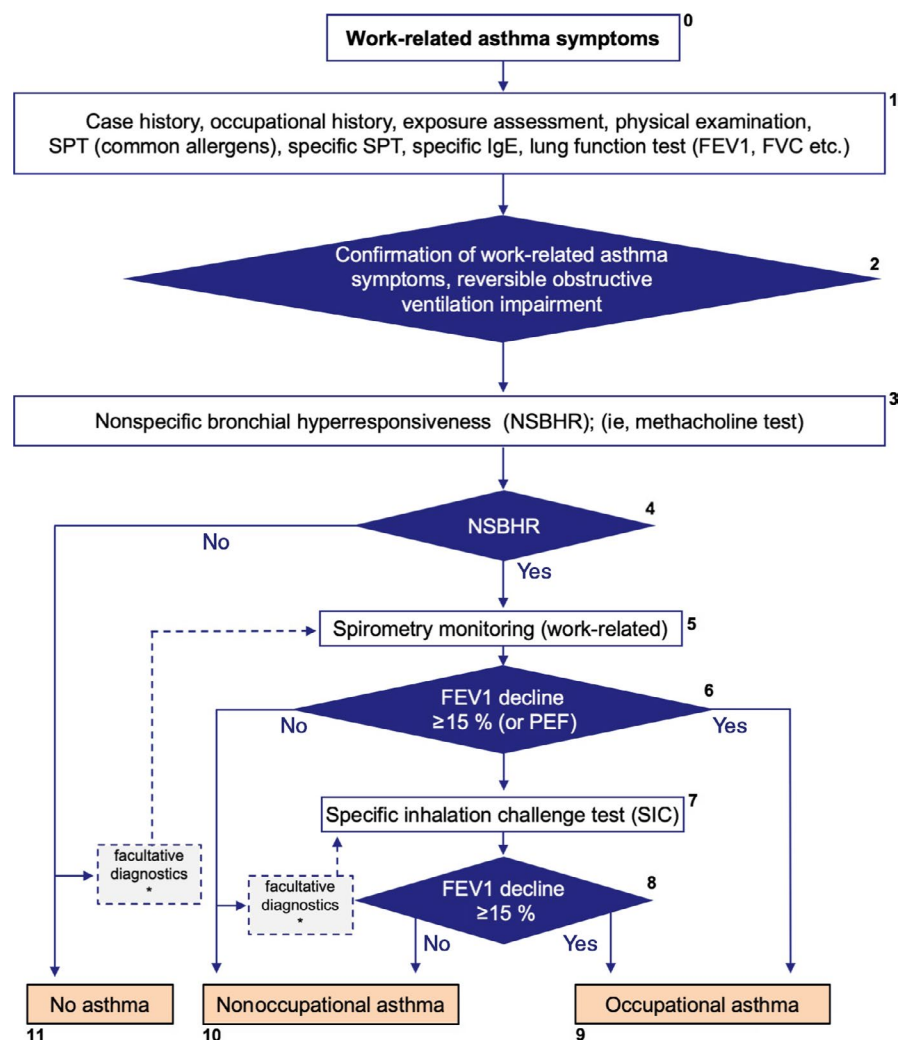 Work-related asthma symptoms
0
1
Case history, occupational history, exposure assessment, physical examination,
SPT (common allergens), specific SPT, specific IgE, lung function test (FEV1, FVC etc.)
Confirmation of work-related asthma
symptoms, reversible obstructive
ventilation impairment
2
3
Nonspecific bronchial hyperresponsiveness (NSBHR); (ie, methacholine test)
NSBHR
4
No
Yes
Spirometry monitoring (work-related)
5
FEV1 decline
≥15 % (or PEF)
6
No
Yes
Specific inhalation challenge test (SIC)
7
facultative
diagnostics
*
facultative
diagnostics
*
FEV1 decline
≥15 %
8
No
Yes
No asthma
11
Nonoccupational asthma
10
Occupational asthma
9